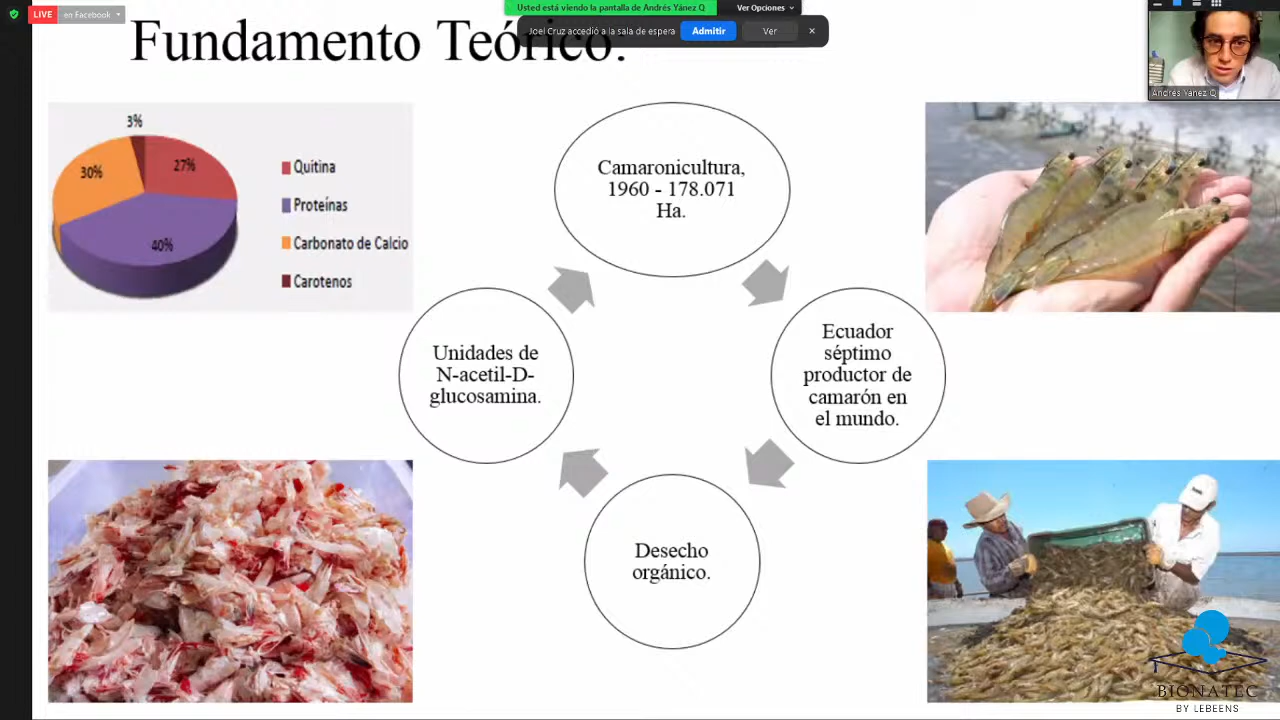 LIVE
en Facebook
Usted está viendo la pantalla de Andrés Yánez Q
Ver Opciones
Joel Cruz accedió a la sala de espera
Admitir
Ver
Fundamento Teórico.
Andrés Yánez Q
3%
30%
27%
40%
Quitina
Proteínas
Carbonato de Calcio
Carotenos
Camaronicultura,
1960 - 178.071
Ha.
Ecuador
séptimo
productor de
camarón en
el mundo.
Desecho
orgánico.
Unidades de
N-acetil-D-
glucosamina.
BIONATEC
BY LEBEENS